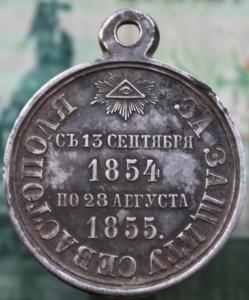 СЪ 13 СЕНТЯБРЯ
1854
ПО 28 АВГУСТА
1855.
ЗА ЗАЩИТУ СЕВАСТОПОЛЯ